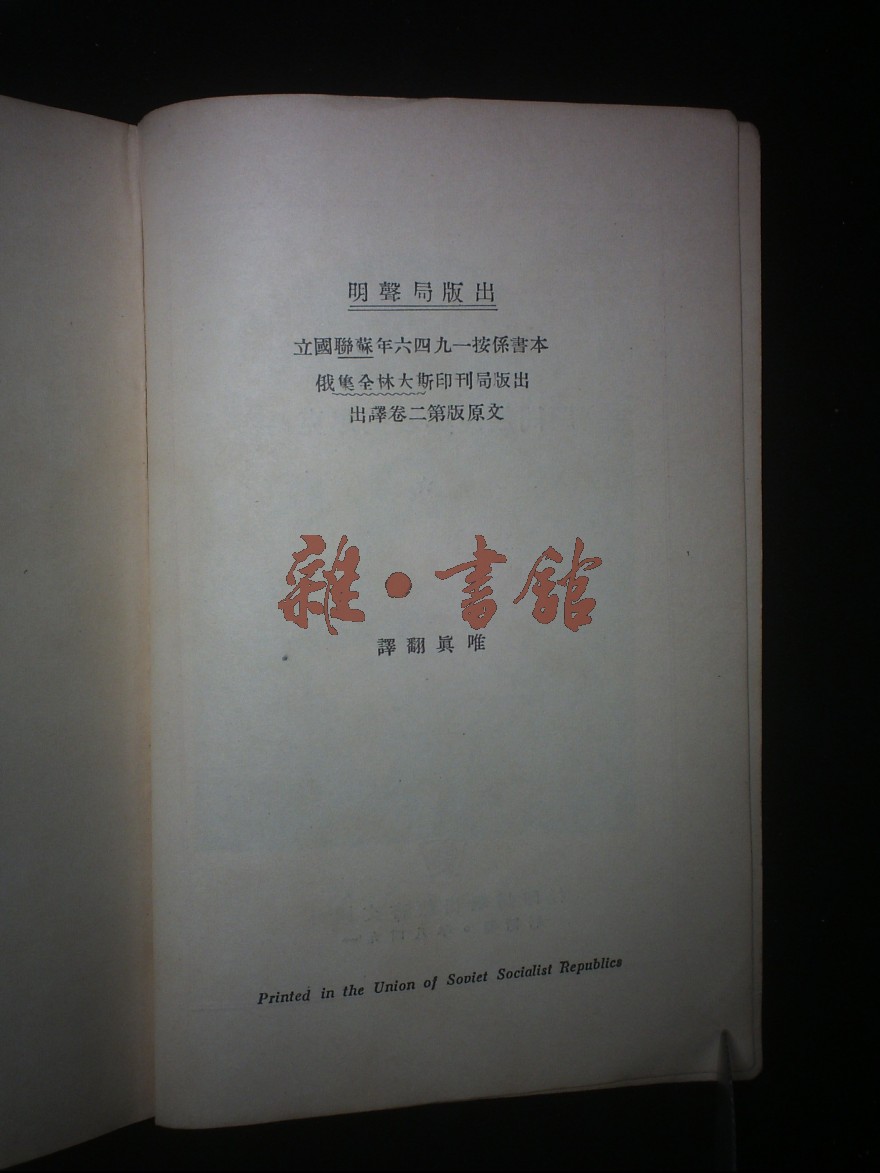 出版局聲明
本書係按一九四六年蘇聯國立
出版局刊印斯大林全集俄
文原版第二卷譯出
雜·書館
唯眞翻譯
Printed in the Union of Soviet Socialist Republics